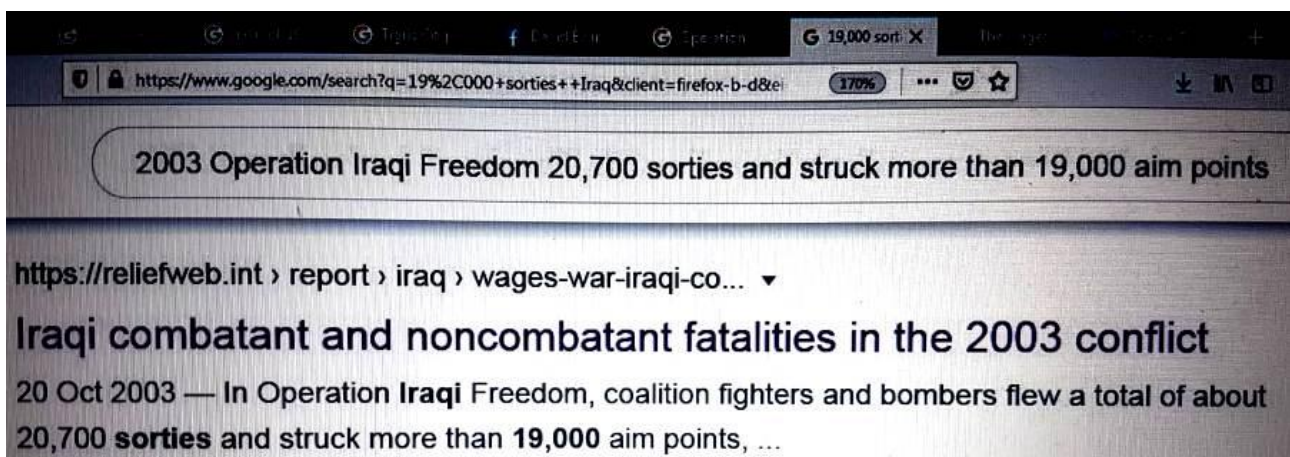 19,000 sorti
https://www.google.com/search?q=19%2C000+sorties++Iraq&client=firefox-b-d&ei
170%
2003 Operation Iraqi Freedom 20,700 sorties and struck more than 19,000 aim points
https://reliefweb.int › report › iraq › wages-war-iraqi-co...
Iraqi combatant and noncombatant fatalities in the 2003 conflict
20 Oct 2003 — In Operation Iraqi Freedom, coalition fighters and bombers flew a total of about
20,700 sorties and struck more than 19,000 aim points, ...